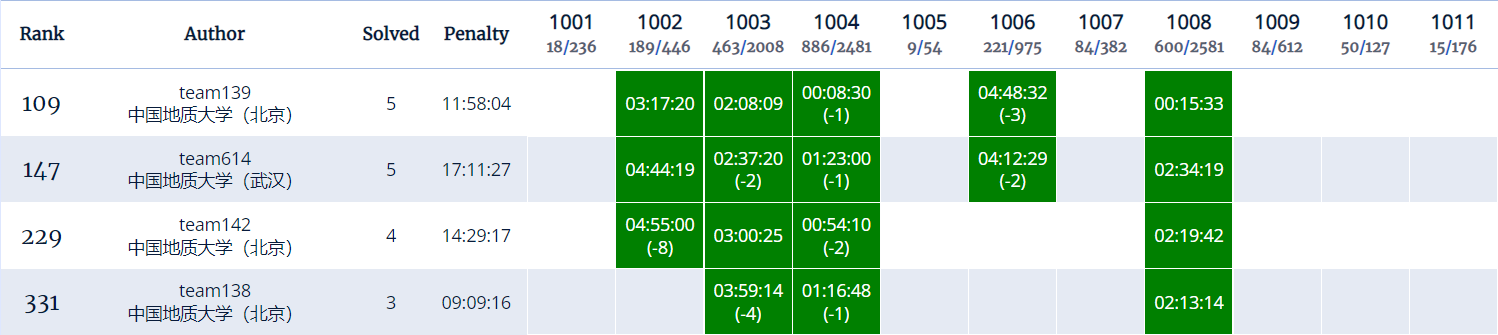 Rank Author Solved Penalty 1001 1002 1003 1004 1005 1006 1007 1008 1009 1010 1011
18/236 189/446 463/2008 886/2481 9/54 221/975 84/382 600/2581 84/612 50/127 15/176
109 team139 5 11:58:04 03:17:20 02:08:09 00:08:30 04:48:32 00:15:33
中国地质大学（北京） (-1) (-3)
147 team614 5 17:11:27 04:44:19 02:37:20 01:23:00 04:12:29 02:34:19
中国地质大学（武汉） (-2) (-1) (-2)
229 team142 4 14:29:17 04:55:00 03:00:25 00:54:10 02:19:42
中国地质大学（北京） (-8) (-2)
331 team138 3 09:09:16 03:59:14 01:16:48 02:13:14
中国地质大学（北京） (-4) (-1)